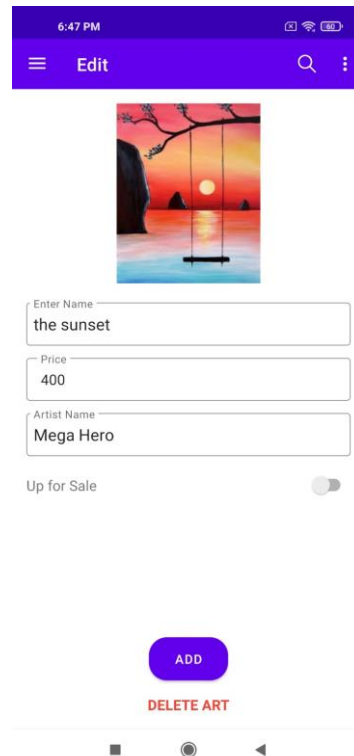 6:47 PM
60
Edit
Enter Name
the sunset
Price
400
Artist Name
Mega Hero
Up for Sale
ADD
DELETE ART